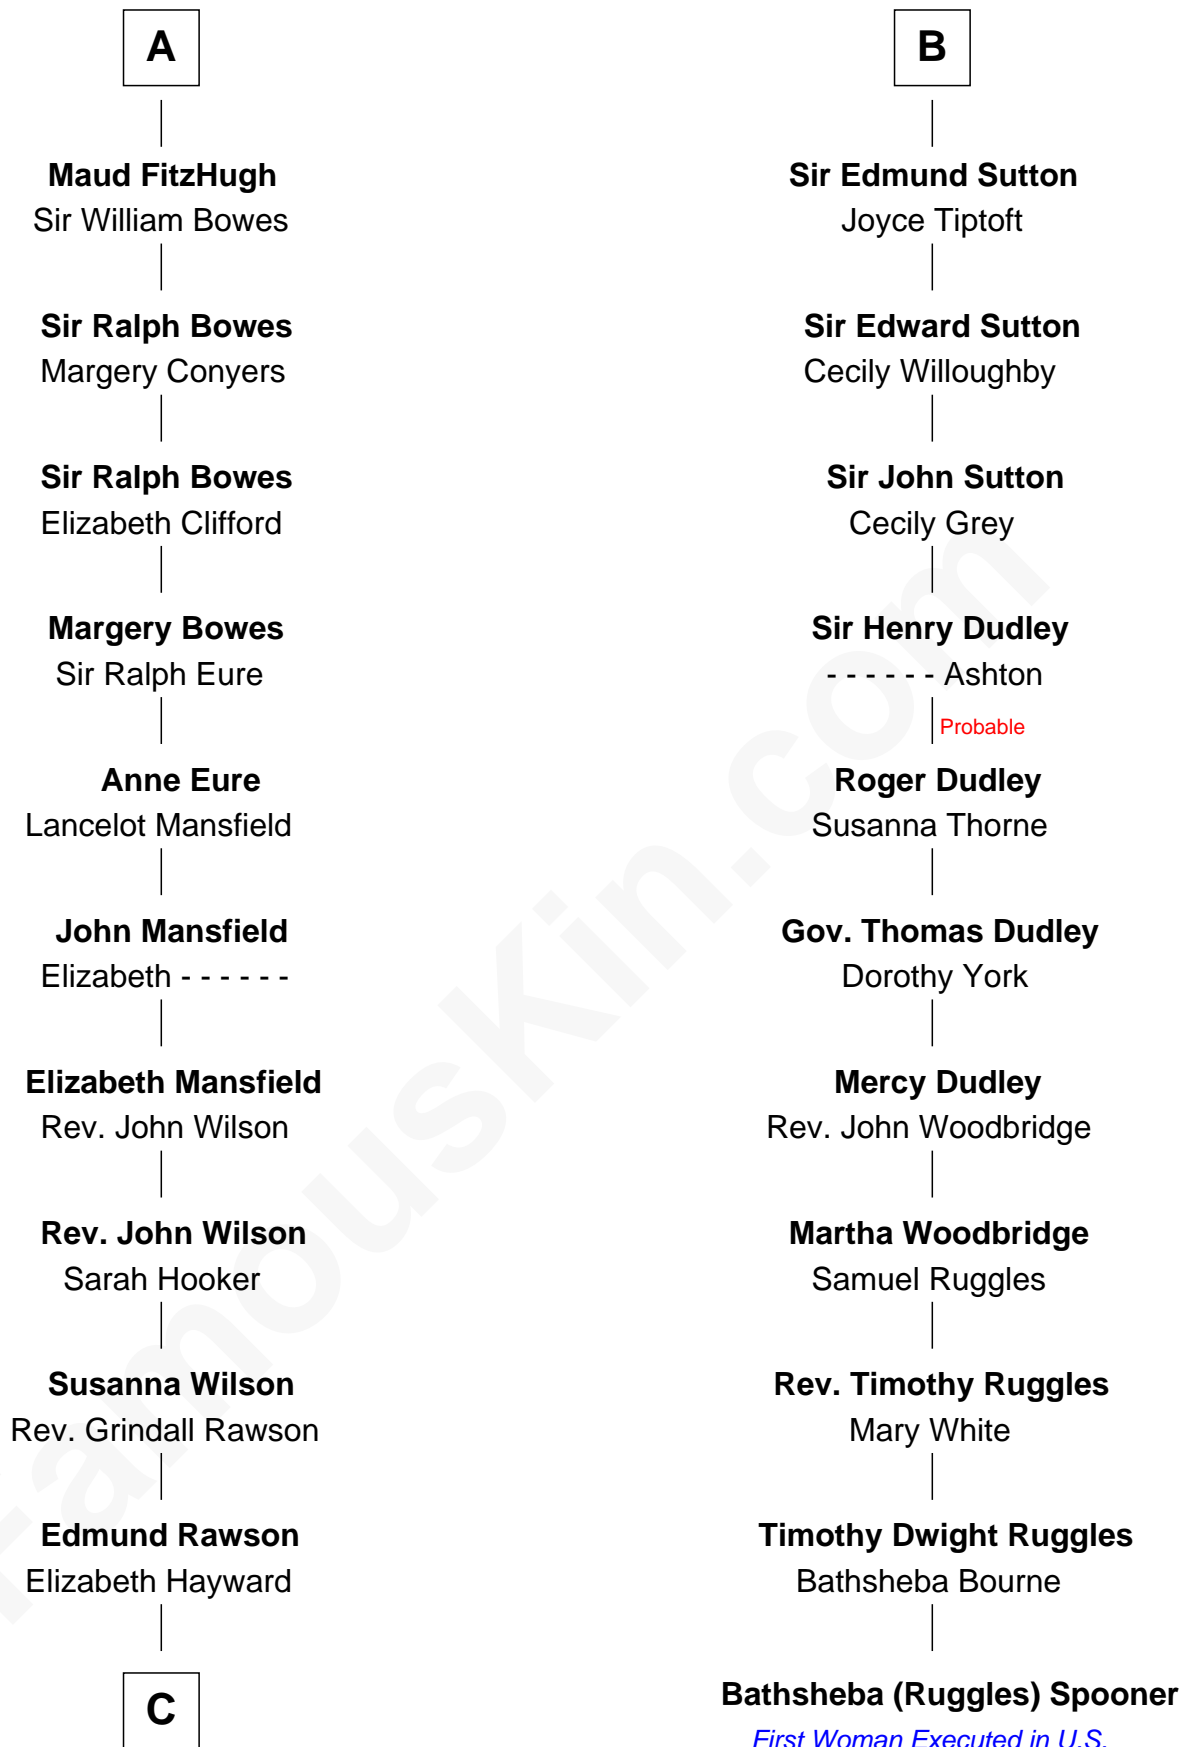 A
Maud FitzHugh
Sir William Bowes
Sir Ralph Bowes
Margery Conyers
Sir Ralph Bowes
Elizabeth Clifford
Margery Bowes
Sir Ralph Eure
Anne Eure
Lancelot Mansfield
John Mansfield
Elizabeth - - - - - -
Elizabeth Mansfield
Rev. John Wilson
Rev. John Wilson
Sarah Hooker
Susanna Wilson
Rev. Grindall Rawson
Edmund Rawson
Elizabeth Hayward
C
B
Sir Edmund Sutton
Joyce Tiptoft
Sir Edward Sutton
Cecily Willoughby
Sir John Sutton
Cecily Grey
Sir Henry Dudley
- - - - - - Ashton
Probable
Roger Dudley
Susanna Thorne
Gov. Thomas Dudley
Dorothy York
Mercy Dudley
Rev. John Woodbridge
Martha Woodbridge
Samuel Ruggles
Rev. Timothy Ruggles
Mary White
Timothy Dwight Ruggles
Bathsheba Bourne
Bathsheba (Ruggles) Spooner
First Woman Executed in U.S.
FamousKin.com